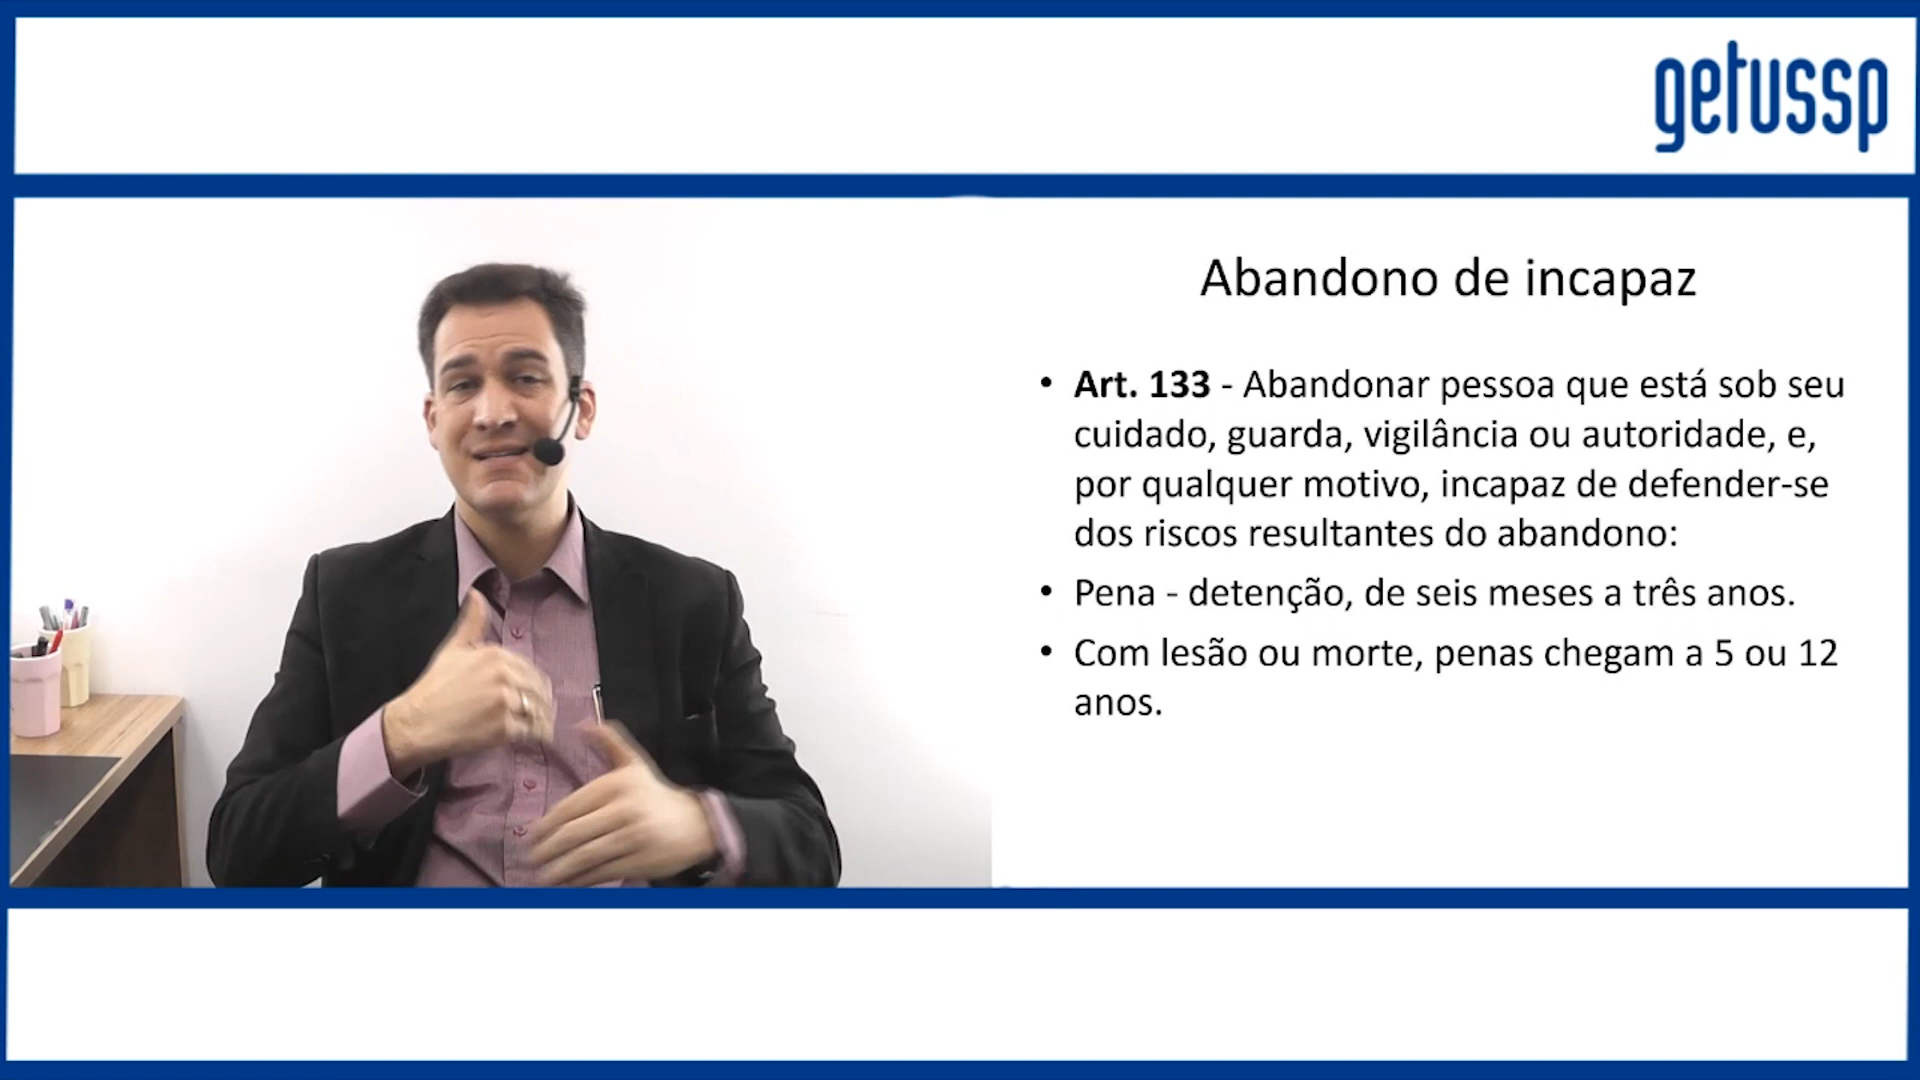 getussp
Abandono de incapaz
• Art. 133 - Abandonar pessoa que está sob seu
cuidado, guarda, vigilância ou autoridade, e,
por qualquer motivo, incapaz de defender-se
dos riscos resultantes do abandono:
• Pena - detenção, de seis meses a três anos.
• Com lesão ou morte, penas chegam a 5 ou 12
anos.